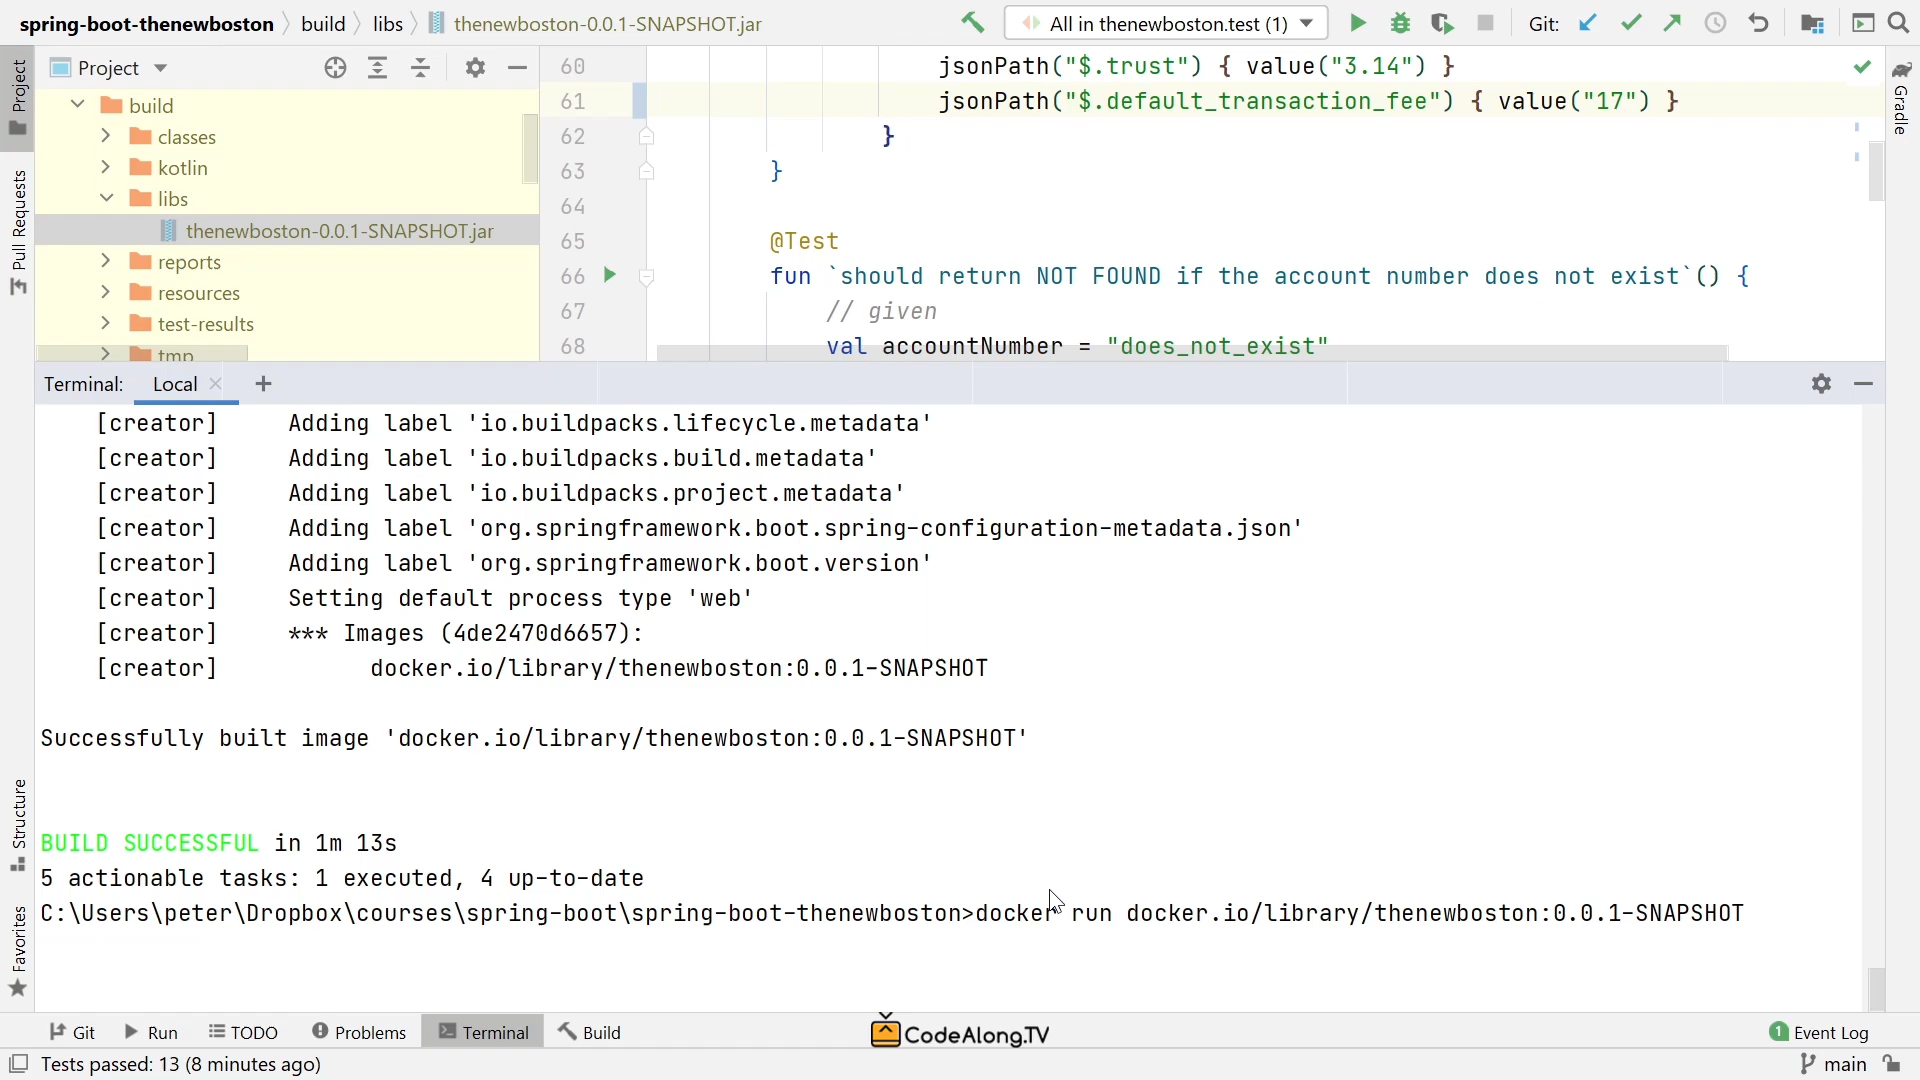 spring-boot-thenewboston build libs thenewboston-0.0.1-SNAPSHOT.jar All in thenewboston.test (1) Git:
Project
Project
Pull Requests
build
classes
kotlin
libs
thenewboston-0.0.1-SNAPSHOT.jar
reports
resources
test-results
tmp
60 jsonPath("$.trust") { value("3.14") }
61 jsonPath("$.default_transaction_fee") { value("17") }
62 }
63 }
64
65 @Test
66 fun `should return NOT FOUND if the account number does not exist`() {
67 // given
68 val accountNumber = "does_not_exist"
Gradle
Terminal: Local
[creator] Adding label 'io.buildpacks.lifecycle.metadata'
[creator] Adding label 'io.buildpacks.build.metadata'
[creator] Adding label 'io.buildpacks.project.metadata'
[creator] Adding label 'org.springframework.boot.spring-configuration-metadata.json'
[creator] Adding label 'org.springframework.boot.version'
[creator] Setting default process type 'web'
[creator] *** Images (4de2470d6657):
[creator] docker.io/library/thenewboston:0.0.1-SNAPSHOT
Successfully built image 'docker.io/library/thenewboston:0.0.1-SNAPSHOT'
BUILD SUCCESSFUL in 1m 13s
5 actionable tasks: 1 executed, 4 up-to-date
C:\Users\peter\Dropbox\courses\spring-boot\spring-boot-thenewboston>docker run docker.io/library/thenewboston:0.0.1-SNAPSHOT
Structure
Favorites
Git Run TODO Problems Terminal Build CodeAlong.TV 1 Event Log
Tests passed: 13 (8 minutes ago) main